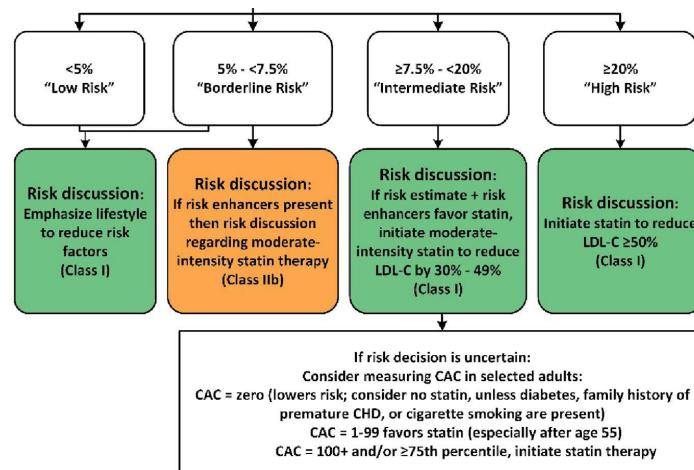 <5%
“Low Risk”
5% - <7.5%
“Borderline Risk”
≥7.5% - <20%
“Intermediate Risk”
≥20%
“High Risk”
Risk discussion:
Emphasize lifestyle
to reduce risk
factors
(Class I)
Risk discussion:
If risk enhancers present
then risk discussion
regarding moderate-
intensity statin therapy
(Class IIb)
Risk discussion:
If risk estimate + risk
enhancers favor statin,
initiate moderate-
intensity statin to reduce
LDL-C by 30% - 49%
(Class I)
Risk discussion:
Initiate statin to reduce
LDL-C ≥50%
(Class I)
If risk decision is uncertain:
Consider measuring CAC in selected adults:
CAC = zero (lowers risk; consider no statin, unless diabetes, family history of
premature CHD, or cigarette smoking are present)
CAC = 1-99 favors statin (especially after age 55)
CAC = 100+ and/or ≥75th percentile, initiate statin therapy